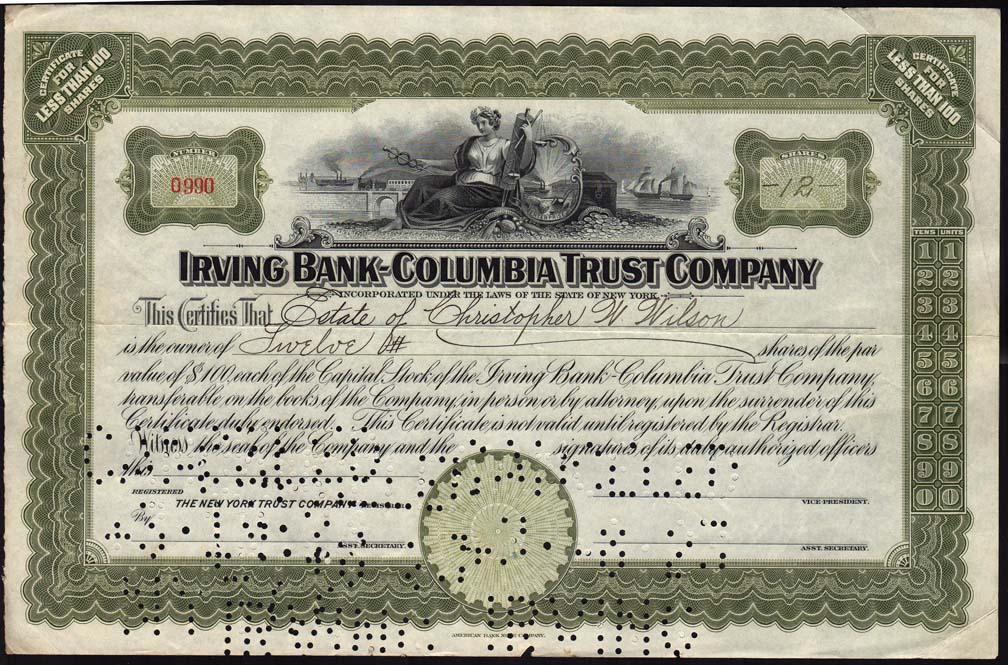 CERTIFICATE FOR LESS THAN 100 SHARES
CERTIFICATE FOR LESS THAN 100 SHARES
NUMBER
0990
SHARES
-12
ENTERPRISE
IRVING BANK-COLUMBIA TRUST COMPANY
INCORPORATED UNDER THE LAWS OF THE STATE OF NEW YORK
This Certifies That Estate of Christopher W Wilson
is the owner of Twelve shares of the par
value of $100, each of the Capital Stock of the Irving Bank-Columbia Trust Company,
transferable on the books of the Company, in person or by attorney, upon the surrender of this
Certificate duly endorsed. This Certificate is not valid until registered by the Registrar.
Witness the seal of the Company and the signatures of its duly authorized officers
this
REGISTERED
THE NEW YORK TRUST COMPANY
VICE-PRESIDENT.
By
ASST. SECRETARY.
ASST. SECRETARY.
TENS UNITS
1 1
2 2
3 3
4 4
5 5
6 6
7 7
8 8
9 9
0 0
AMERICAN BANK NOTE COMPANY.